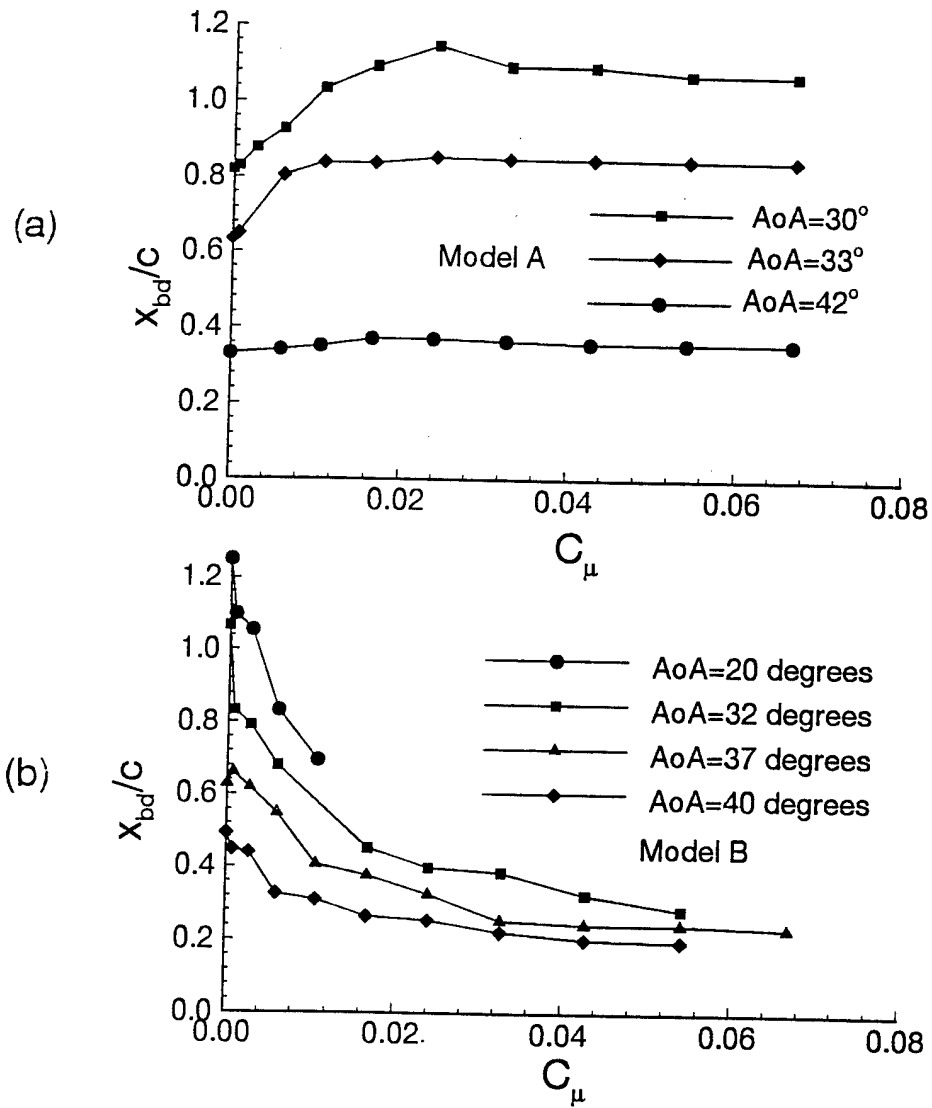 (a)
x_bd/c
1.2
1.0
0.8
0.6
0.4
0.2
0.0
0.00 0.02 0.04 0.06 0.08
C_μ
Model A
AoA=30°
AoA=33°
AoA=42°
(b)
x_bd/c
1.2
1.0
0.8
0.6
0.4
0.2
0.0
0.00 0.02. 0.04 0.06 0.08
C_μ
AoA=20 degrees
AoA=32 degrees
AoA=37 degrees
AoA=40 degrees
Model B